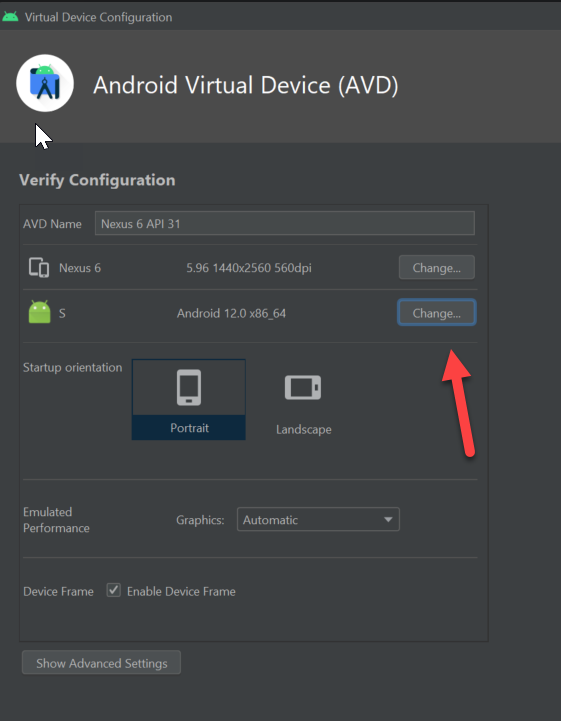 Virtual Device Configuration
Android Virtual Device (AVD)
Verify Configuration
AVD Name Nexus 6 API 31
Nexus 6 5.96 1440x2560 560dpi Change...
S Android 12.0 x86_64 Change...
Startup orientation
Portrait Landscape
Emulated
Performance
Graphics: Automatic
Device Frame Enable Device Frame
Show Advanced Settings